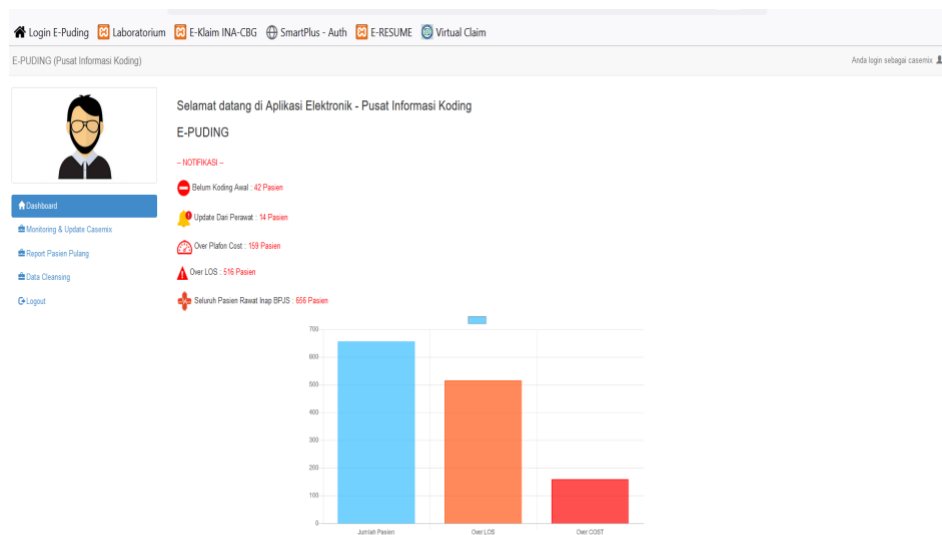 Login E-Puding Laboratorium E-Klaim INA-CBG SmartPlus - Auth E-RESUME Virtual Claim
E-PUDING (Pusat Informasi Koding) Anda login sebagai casemix
Selamat datang di Aplikasi Elektronik - Pusat Informasi Koding
E-PUDING
-- NOTIFIKASI --
Belum Koding Awal : 42 Pasien
Update Dari Perawat : 14 Pasien
Over Plafon Cost : 159 Pasien
Over LOS : 516 Pasien
Seluruh Pasien Rawat Inap BPJS : 656 Pasien
Dashboard
Monitoring & Update Casemix
Report Pasien Pulang
Data Cleansing
Logout
700
600
500
400
300
200
100
0
Jumlah Pasien Over LOS Over COST